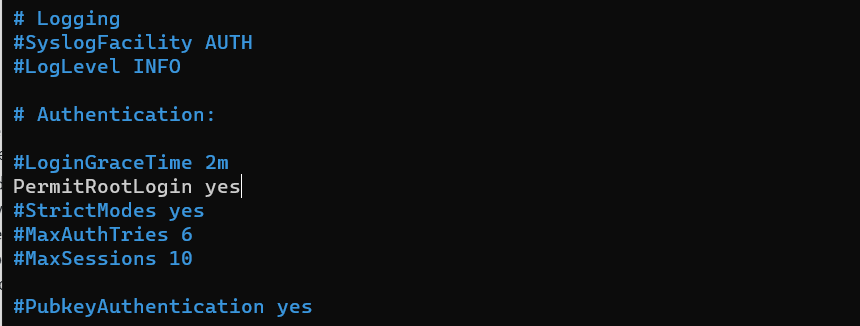 # Logging
#SyslogFacility AUTH
#LogLevel INFO
# Authentication:
#LoginGraceTime 2m
PermitRootLogin yes
#StrictModes yes
#MaxAuthTries 6
#MaxSessions 10
#PubkeyAuthentication yes